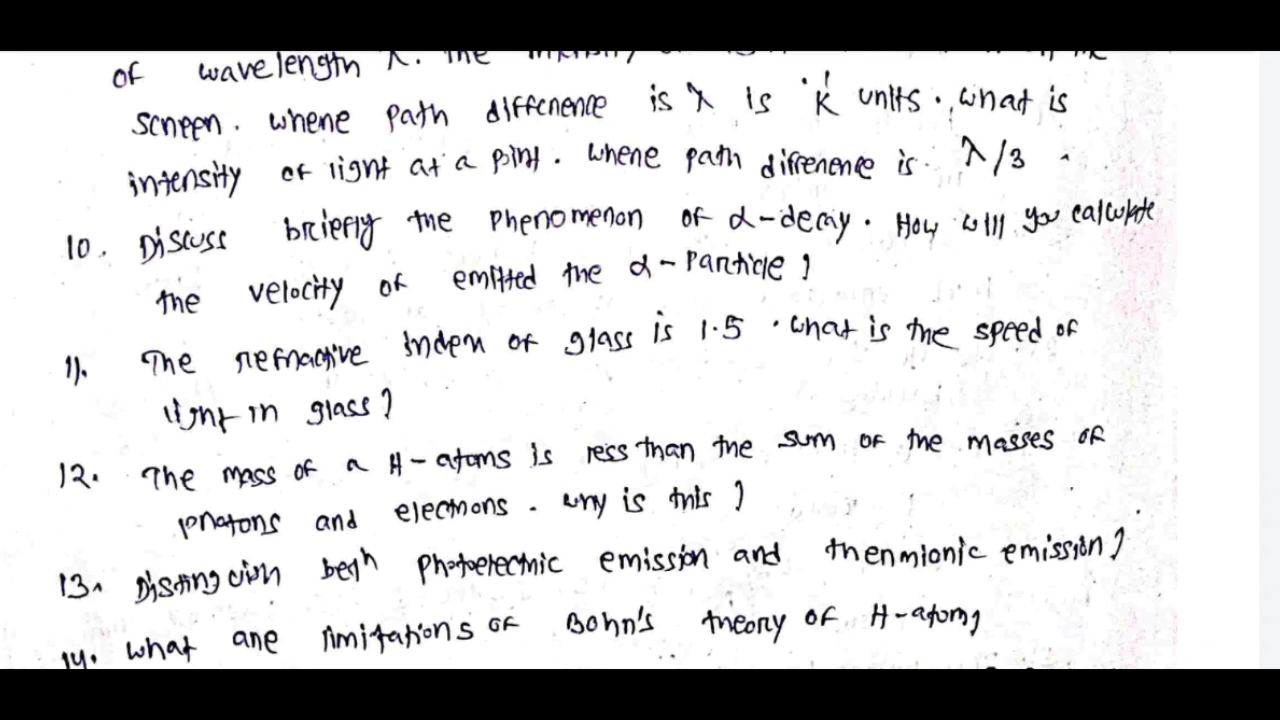 of wavelength λ. The
screen. where path difference is λ is 'K' units. what is
intensity of light at a point. where path difference is λ/3
10. Discuss briefly the phenomenon of α-decay. How will you calculate
the velocity of emitted the α-particle?
11. The refractive index of glass is 1.5. what is the speed of
light in glass?
12. The mass of a H-atoms is less than the sum of the masses of
protons and electrons. why is this?
13. Distinguish betn photoelectric emission and thermionic emission?
14. what are limitations of Bohr's theory of H-atom?